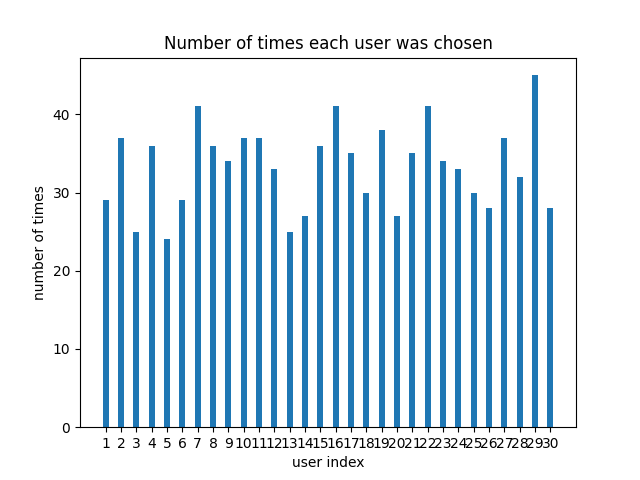 Number of times each user was chosen
number of times
40
30
20
10
0
1 2 3 4 5 6 7 8 9 10 11 12 13 14 15 16 17 18 19 20 21 22 23 24 25 26 27 28 29 30
user index